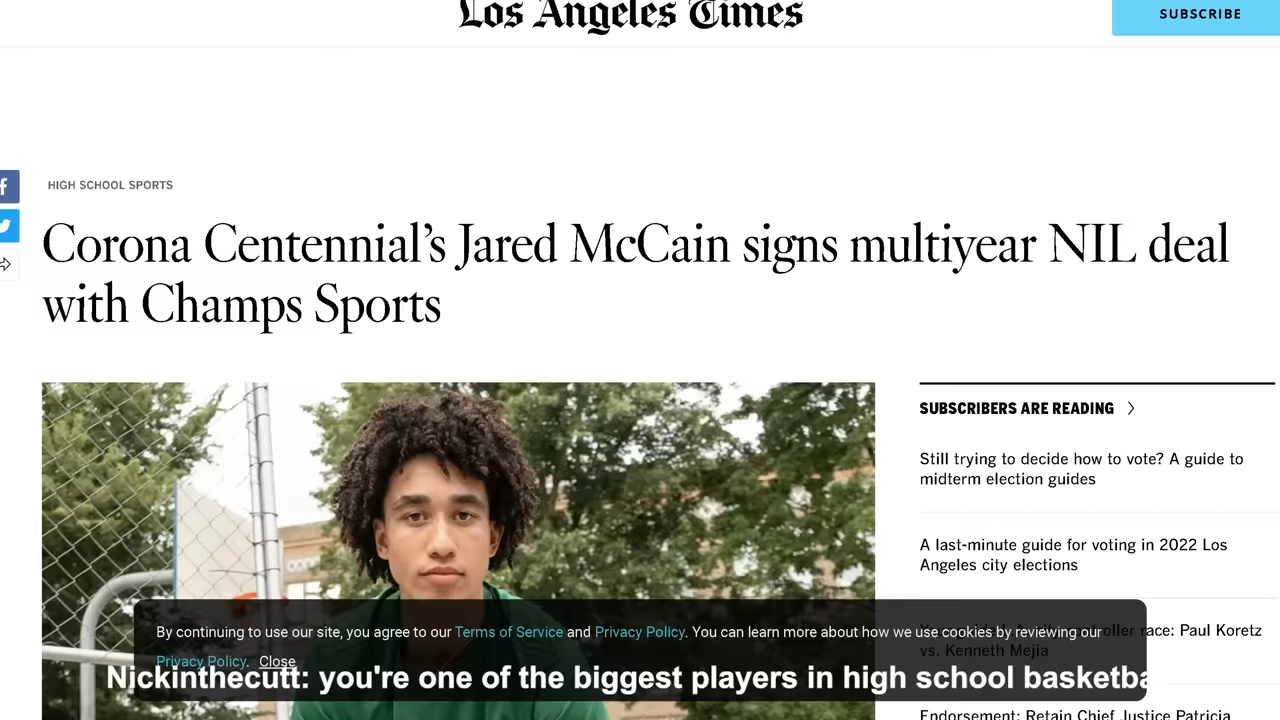 Los Angeles Times
SUBSCRIBE
HIGH SCHOOL SPORTS
Corona Centennial's Jared McCain signs multiyear NIL deal
with Champs Sports
SUBSCRIBERS ARE READING
Still trying to decide how to vote? A guide to
midterm election guides
A last-minute guide for voting in 2022 Los
Angeles city elections
controller race: Paul Koretz
vs. Kenneth Mejia
Endorsement: Retain Chief Justice Patricia
By continuing to use our site, you agree to our Terms of Service and Privacy Policy. You can learn more about how we use cookies by reviewing our
Privacy Policy. Close
Nickinthecutt: you're one of the biggest players in high school basketba